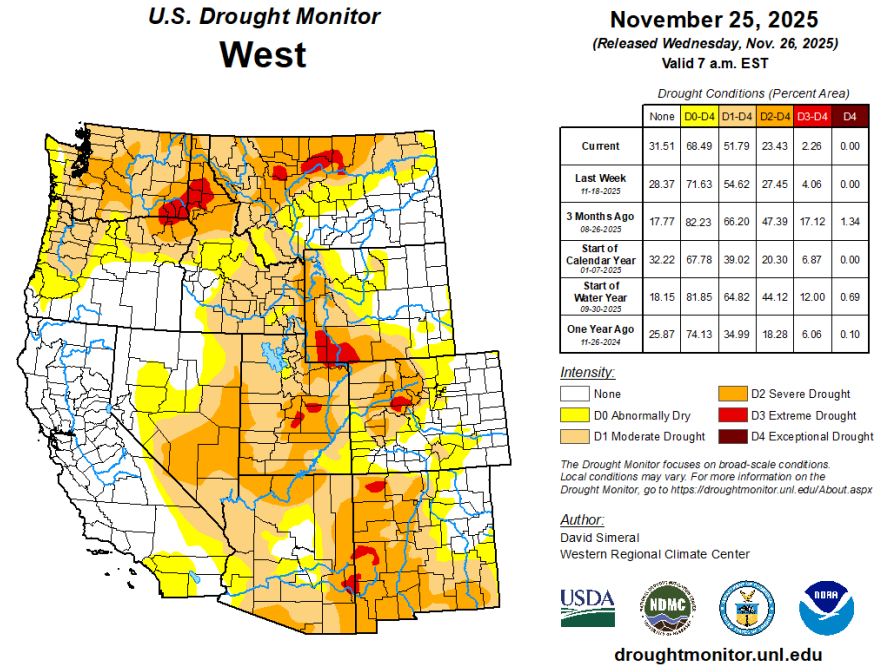 U.S. Drought Monitor
West
November 25, 2025
(Released Wednesday, Nov. 26, 2025)
Valid 7 a.m. EST
Drought Conditions (Percent Area)
None D0-D4 D1-D4 D2-D4 D3-D4 D4
Current 31.51 68.49 51.79 23.43 2.26 0.00
Last Week
11-18-2025
28.37 71.63 54.62 27.45 4.06 0.00
3 Months Ago
08-26-2025
17.77 82.23 66.20 47.39 17.12 1.34
Start of
Calendar Year
01-07-2025
32.22 67.78 39.02 20.30 6.87 0.00
Start of
Water Year
09-30-2025
18.15 81.85 64.82 44.12 12.00 0.69
One Year Ago
11-26-2024
25.87 74.13 34.99 18.28 6.06 0.10
Intensity:
None
D0 Abnormally Dry
D1 Moderate Drought
D2 Severe Drought
D3 Extreme Drought
D4 Exceptional Drought
The Drought Monitor focuses on broad-scale conditions.
Local conditions may vary. For more information on the
Drought Monitor, go to https://droughtmonitor.unl.edu/About.aspx
Author:
David Simeral
Western Regional Climate Center
USDA
NDMC
NOAA
droughtmonitor.unl.edu